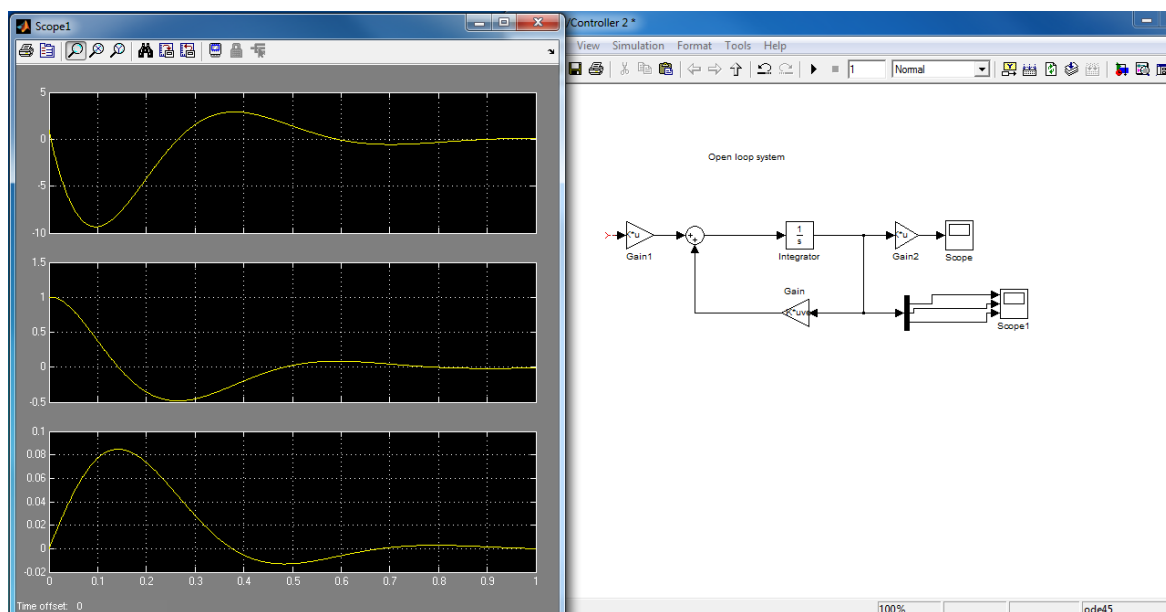 Scope1
5
0
-5
-10
1.5
1
0.5
0
-0.5
0.1
0.08
0.06
0.04
0.02
0
-0.02
0 0.1 0.2 0.3 0.4 0.5 0.6 0.7 0.8 0.9 1
Time offset: 0
/Controller 2 *
View Simulation Format Tools Help
1 Normal
Open loop system
K*u
Gain1
+
+
1
s
Integrator
K*u
Gain2
Scope
Gain
K*uve
Scope1
100% ode45